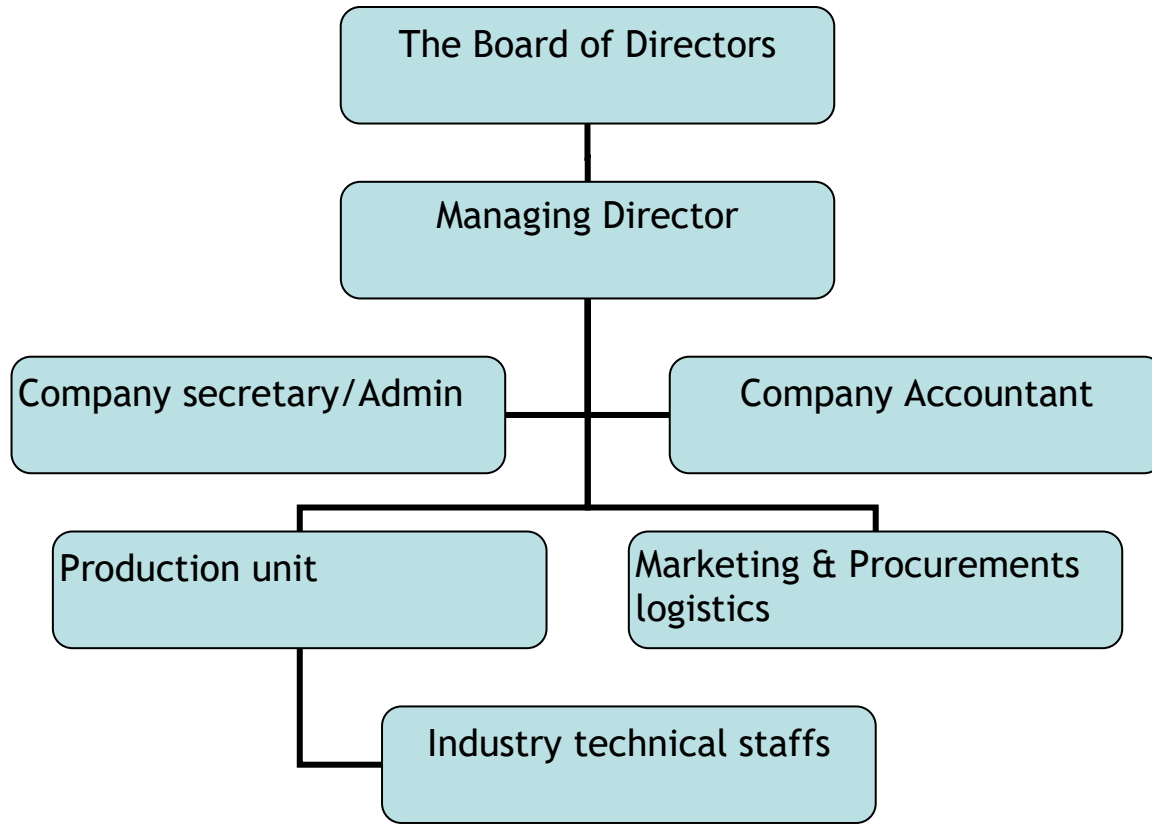 The Board of Directors
Managing Director
Company secretary/Admin
Company Accountant
Production unit
Marketing & Procurements
logistics
Industry technical staffs